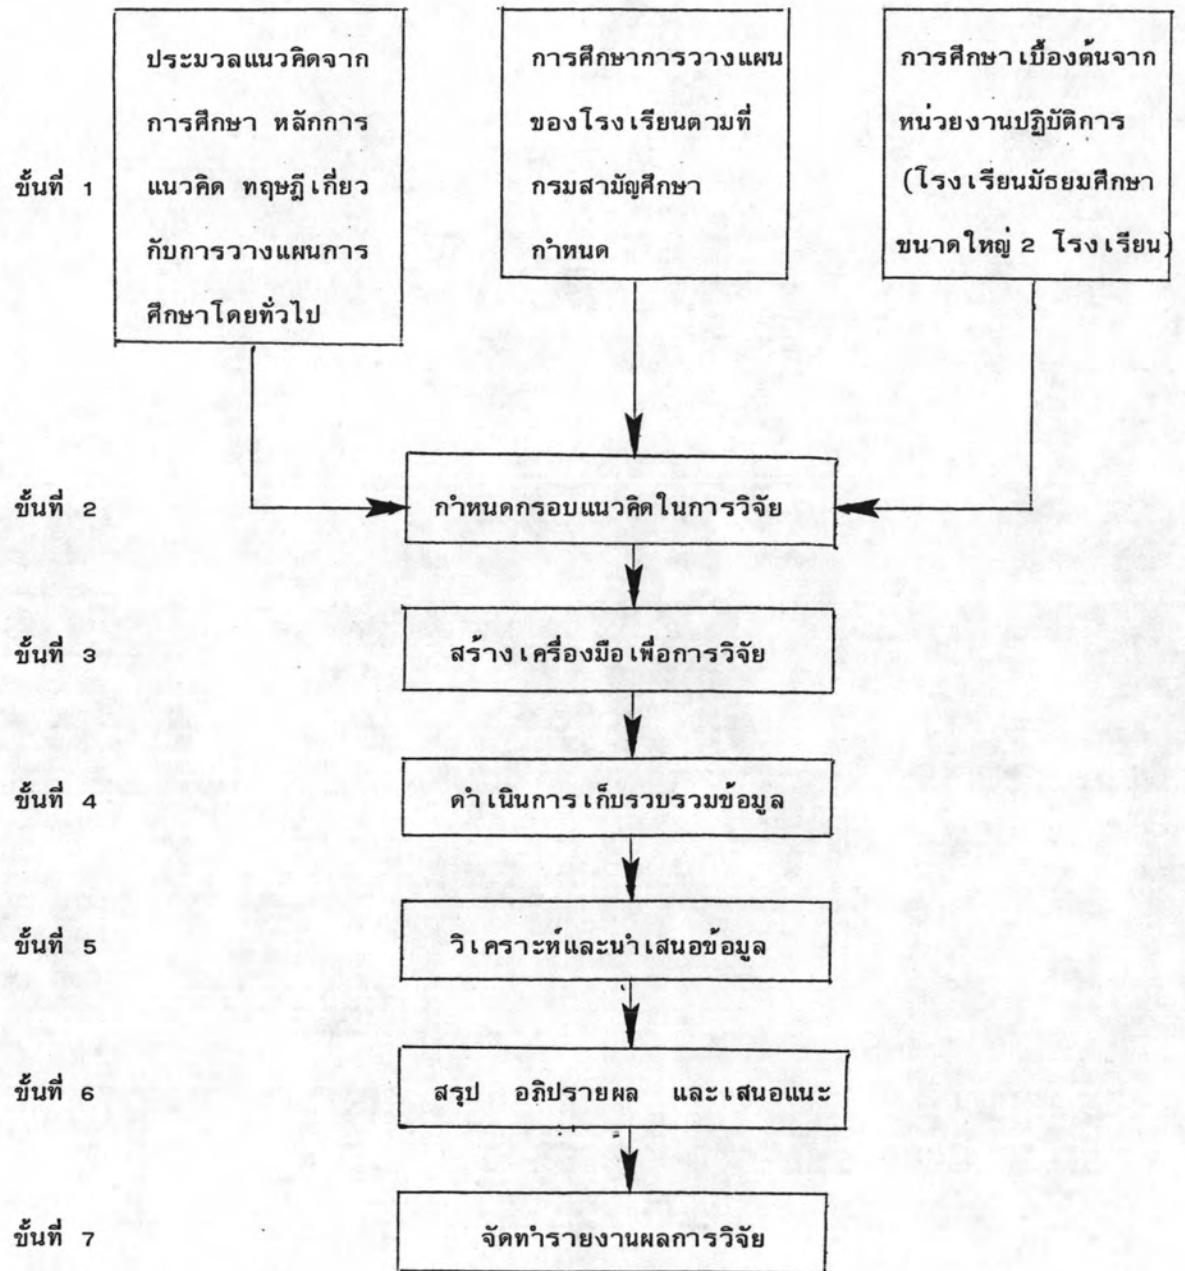 ประมวลแนวคิดจาก
การศึกษา หลักการ
แนวคิด ทฤษฎีเกี่ยว
กับการวางแผนการ
ศึกษาโดยทั่วไป
การศึกษาการวางแผน
ของโรงเรียนตามที่
กรมสามัญศึกษา
กำหนด
การศึกษาเบื้องต้นจาก
หน่วยงานปฏิบัติการ
(โรงเรียนมัธยมศึกษา
ขนาดใหญ่ 2 โรงเรียน)
ขั้นที่ 1
ขั้นที่ 2
กำหนดกรอบแนวคิดในการวิจัย
ขั้นที่ 3
สร้างเครื่องมือเพื่อการวิจัย
ขั้นที่ 4
ดำเนินการเก็บรวบรวมข้อมูล
ขั้นที่ 5
วิเคราะห์และนำเสนอข้อมูล
ขั้นที่ 6
สรุป อภิปรายผล และเสนอแนะ
ขั้นที่ 7
จัดทำรายงานผลการวิจัย